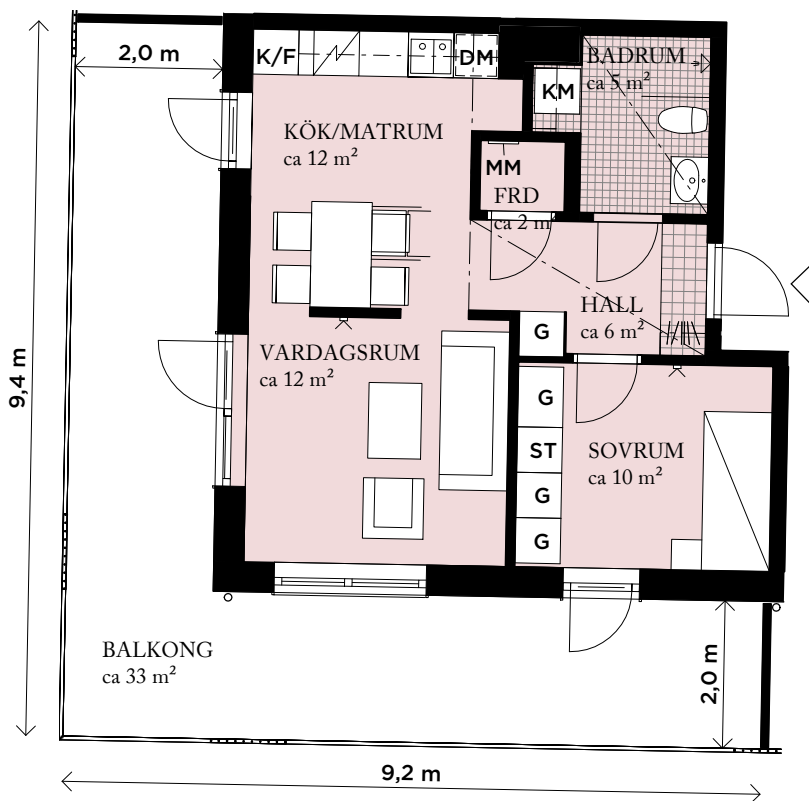 2,0 m
K/F
DM
BADRUM
ca 5 m²
KM
KÖK/MATRUM
ca 12 m²
MM
FRD
ca 2 m²
HALL
ca 6 m²
G
VARDAGSRUM
ca 12 m²
9,4 m
G
ST
G
G
SOVRUM
ca 10 m²
BALKONG
ca 33 m²
2,0 m
9,2 m